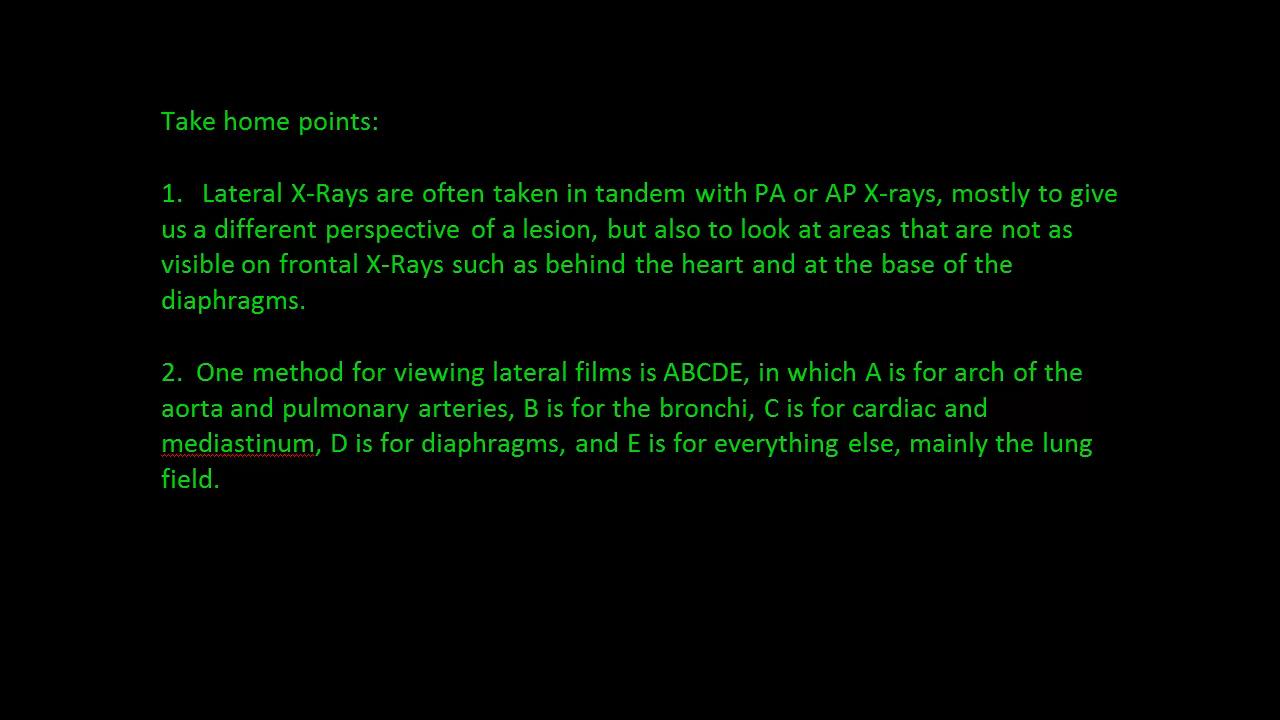 Take home points:
1. Lateral X-Rays are often taken in tandem with PA or AP X-rays, mostly to give
us a different perspective of a lesion, but also to look at areas that are not as
visible on frontal X-Rays such as behind the heart and at the base of the
diaphragms.
2. One method for viewing lateral films is ABCDE, in which A is for arch of the
aorta and pulmonary arteries, B is for the bronchi, C is for cardiac and
mediastinum, D is for diaphragms, and E is for everything else, mainly the lung
field.